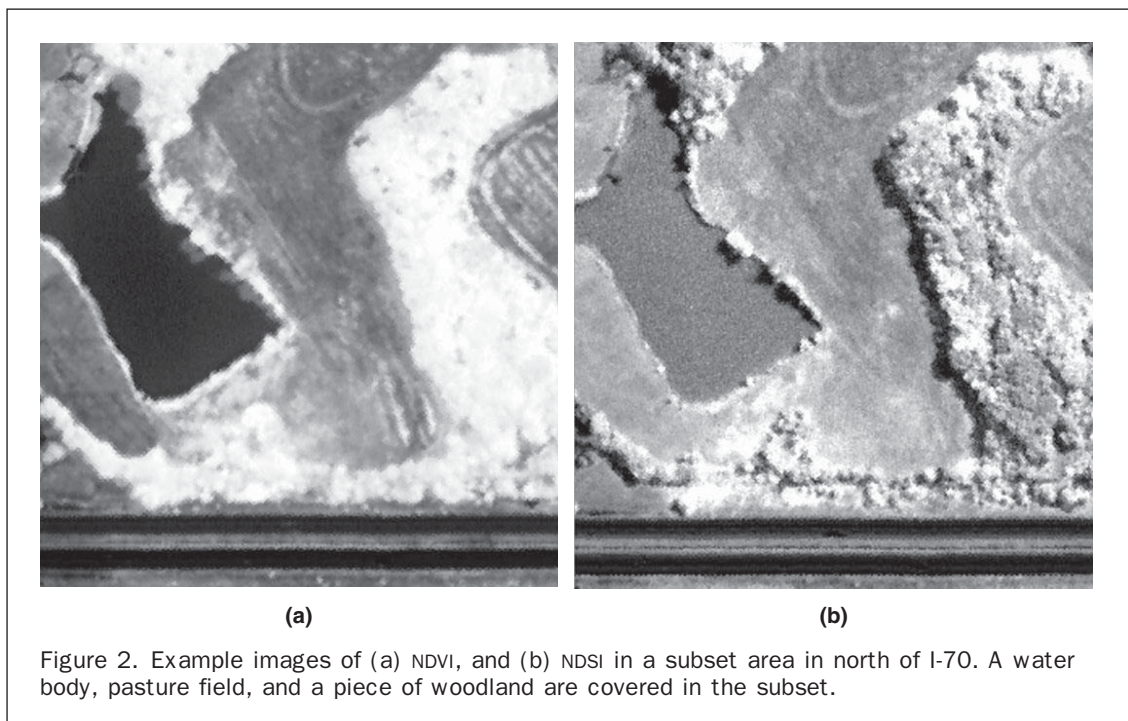 (a) (b)
Figure 2. Example images of (a) NDVI, and (b) NDSI in a subset area in north of I-70. A water
body, pasture field, and a piece of woodland are covered in the subset.